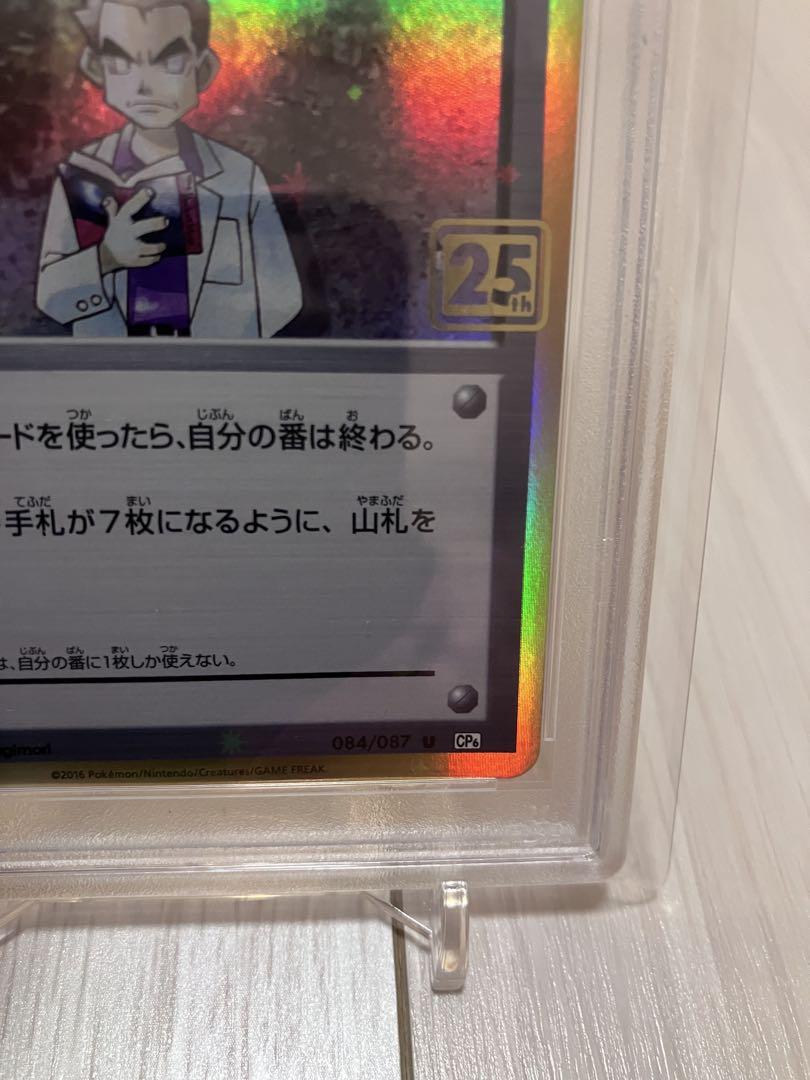 25th
ードを使ったら、自分の番は終わる。
手札が7枚になるように、山札を
は、自分の番に1枚しか使えない。
gimori
084/087 U CP6
©2016 Pokémon/Nintendo/Creatures/GAME FREAK.